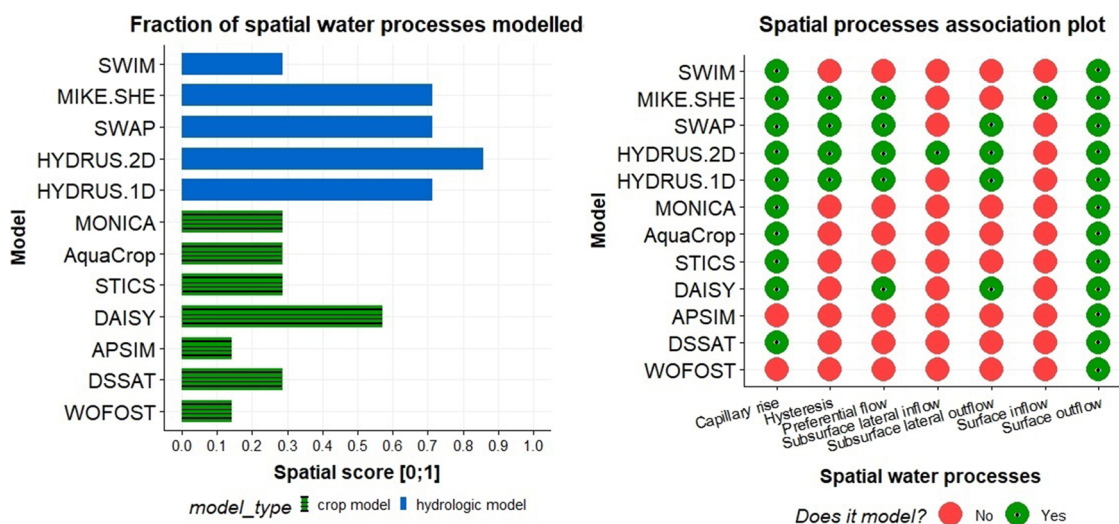 Fraction of spatial water processes modelled
Model
SWIM
MIKE.SHE
SWAP
HYDRUS.2D
HYDRUS.1D
MONICA
AquaCrop
STICS
DAISY
APSIM
DSSAT
WOFOST
0.0 0.1 0.2 0.3 0.4 0.5 0.6 0.7 0.8 0.9 1.0
Spatial score [0;1]
model_type crop model hydrologic model
Spatial processes association plot
Model
SWIM
MIKE.SHE
SWAP
HYDRUS.2D
HYDRUS.1D
MONICA
AquaCrop
STICS
DAISY
APSIM
DSSAT
WOFOST
Capillary rise
Hysteresis
Preferential flow
Subsurface lateral inflow
Subsurface lateral outflow
Surface inflow
Surface outflow
Spatial water processes
Does it model? No Yes